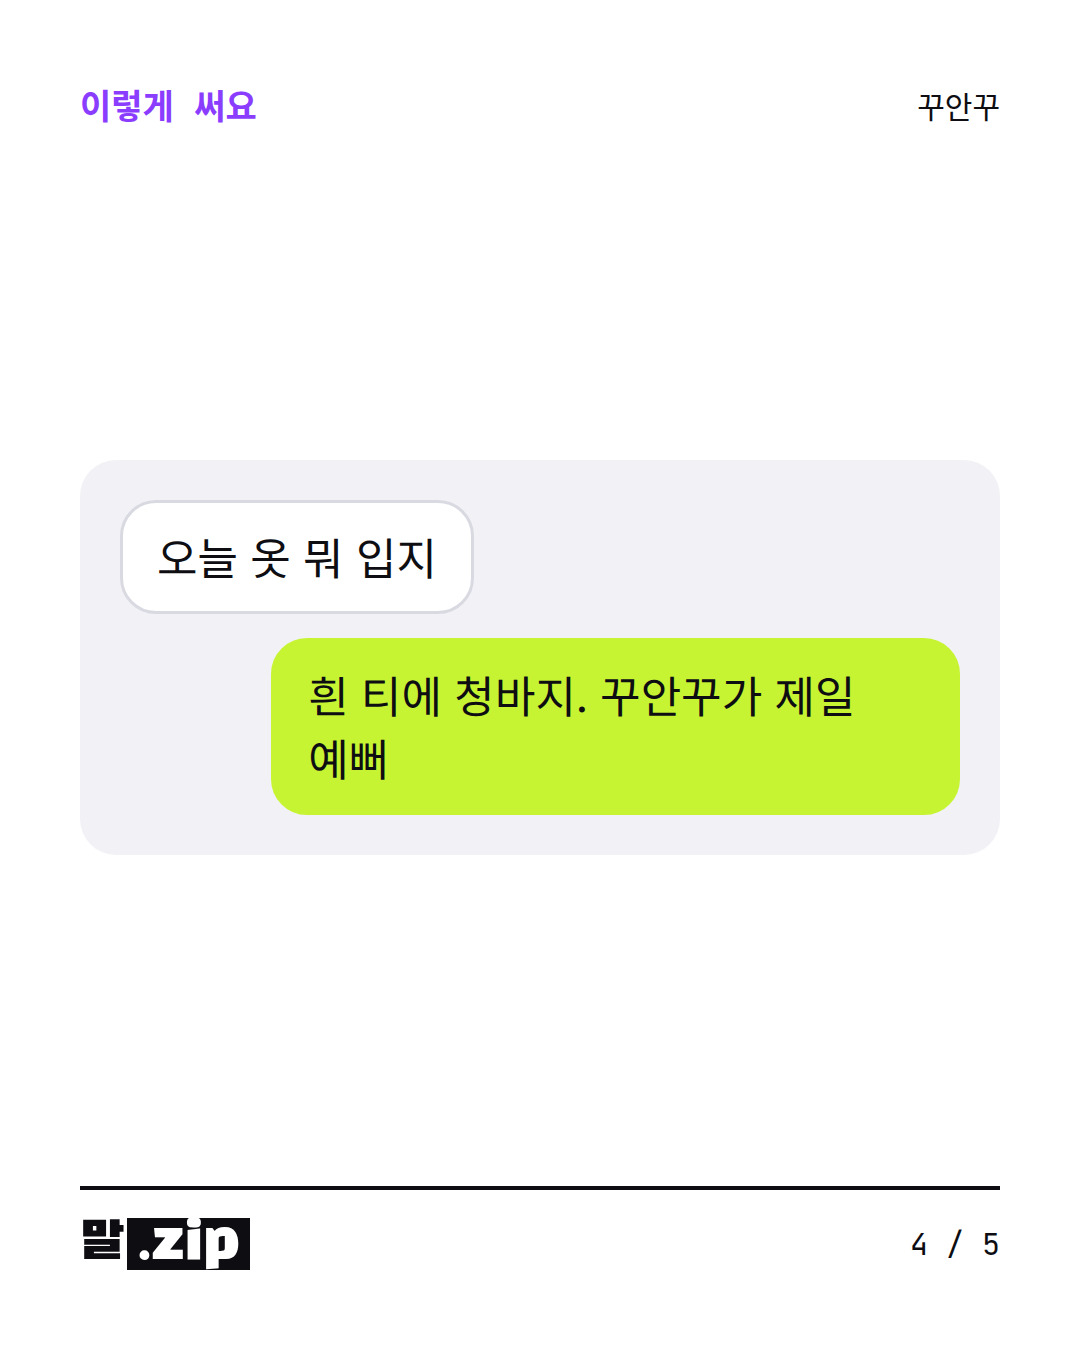 이렇게 써요
꾸안꾸
오늘 옷 뭐 입지
흰 티에 청바지. 꾸안꾸가 제일
예뻐
말.zip
4 / 5